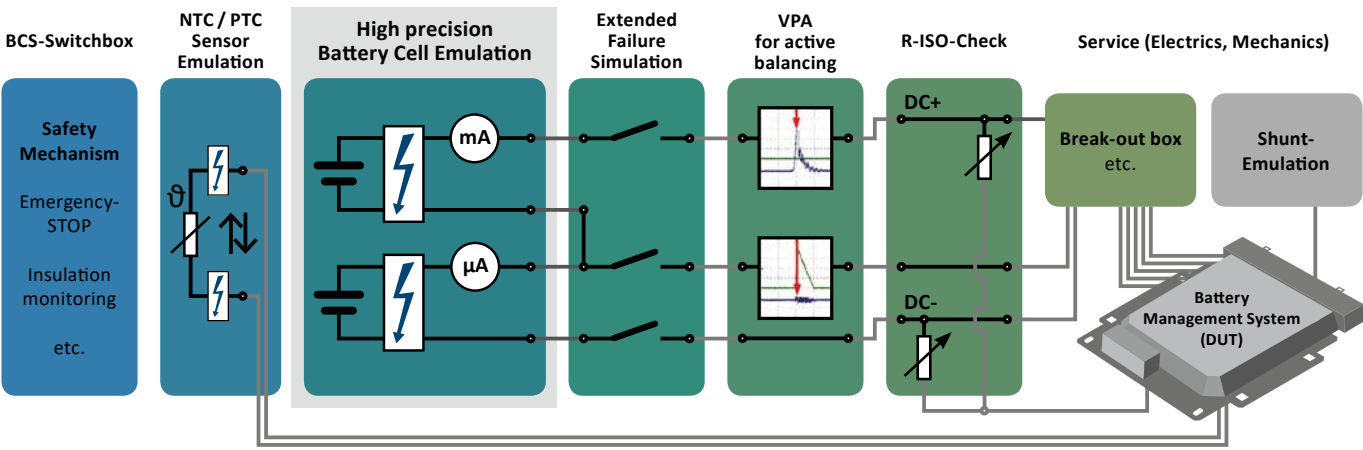 BCS-Switchbox
NTC / PTC
Sensor
Emulation
High precision
Battery Cell Emulation
Extended
Failure
Simulation
VPA
for active
balancing
R-ISO-Check
Service (Electrics, Mechanics)
Safety
Mechanism
Emergency-
STOP
Insulation
monitoring
etc.
ϑ
mA
µA
DC+
DC-
Break-out box
etc.
Shunt-
Emulation
Battery
Management System
(DUT)